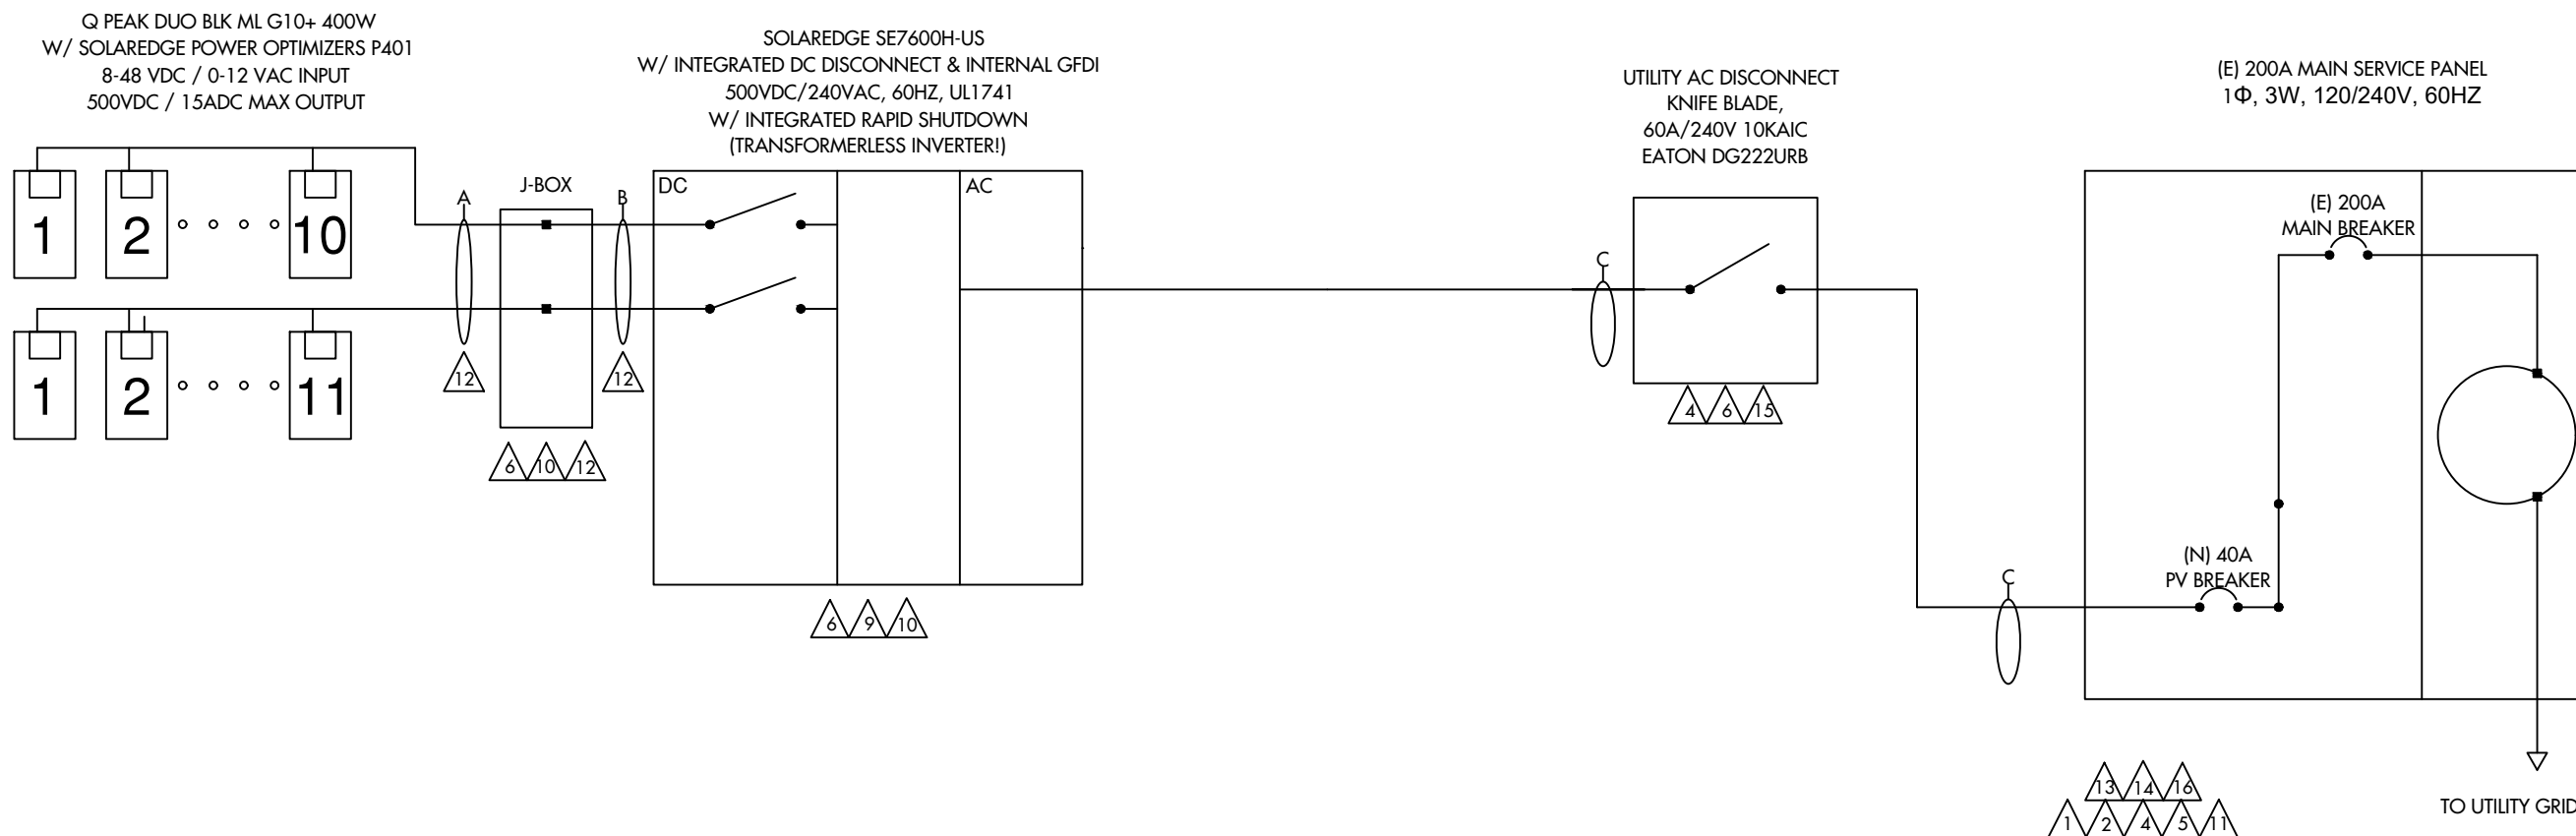 Q PEAK DUO BLK ML G10+ 400W
W/ SOLAREDGE POWER OPTIMIZERS P401
8-48 VDC / 0-12 VAC INPUT
500VDC / 15ADC MAX OUTPUT
SOLAREDGE SE7600H-US
W/ INTEGRATED DC DISCONNECT & INTERNAL GFDI
500VDC/240VAC, 60HZ, UL1741
W/ INTEGRATED RAPID SHUTDOWN
(TRANSFORMERLESS INVERTER!)
UTILITY AC DISCONNECT
KNIFE BLADE,
60A/240V 10KAIC
EATON DG222URB
(E) 200A MAIN SERVICE PANEL
1Φ, 3W, 120/240V, 60HZ
1 2 10
A
J-BOX
B
DC
AC
C
(E) 200A
MAIN BREAKER
1 2 11
12
12
4 6 15
6 10 12
(N) 40A
PV BREAKER
C
6 9 10
13 14 16
1 2 4 5 11
TO UTILITY GRID